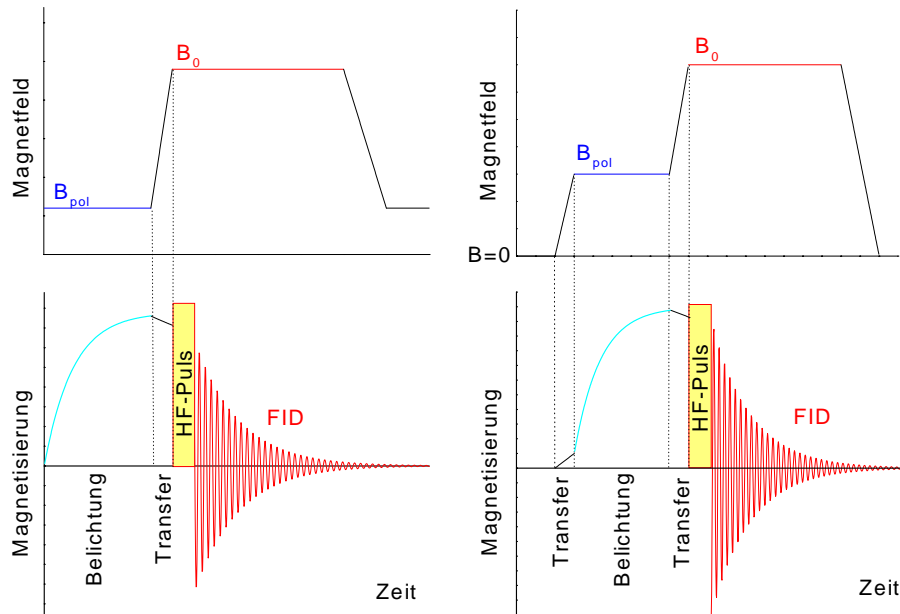 Magnetfeld
B0
Bpol
Magnetisierung
HF-Puls
FID
Belichtung
Transfer
Zeit
Magnetfeld
B0
Bpol
B=0
Magnetisierung
HF-Puls
FID
Transfer
Belichtung
Transfer
Zeit